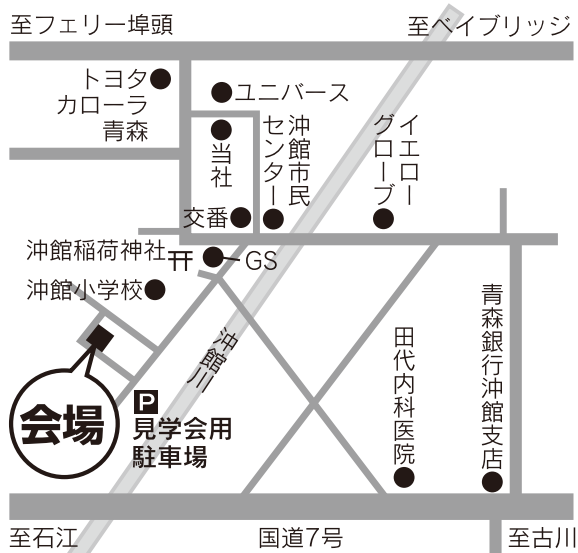 至フェリー埠頭
至ベイブリッジ
トヨタ
カローラ
青森
ユニバース
当社
沖館市民
センター
イエロー
グローブ
交番
沖館稲荷神社
GS
沖館小学校
沖館川
青森銀行沖館支店
田代内科医院
会場
P
見学会用
駐車場
至石江
国道7号
至古川